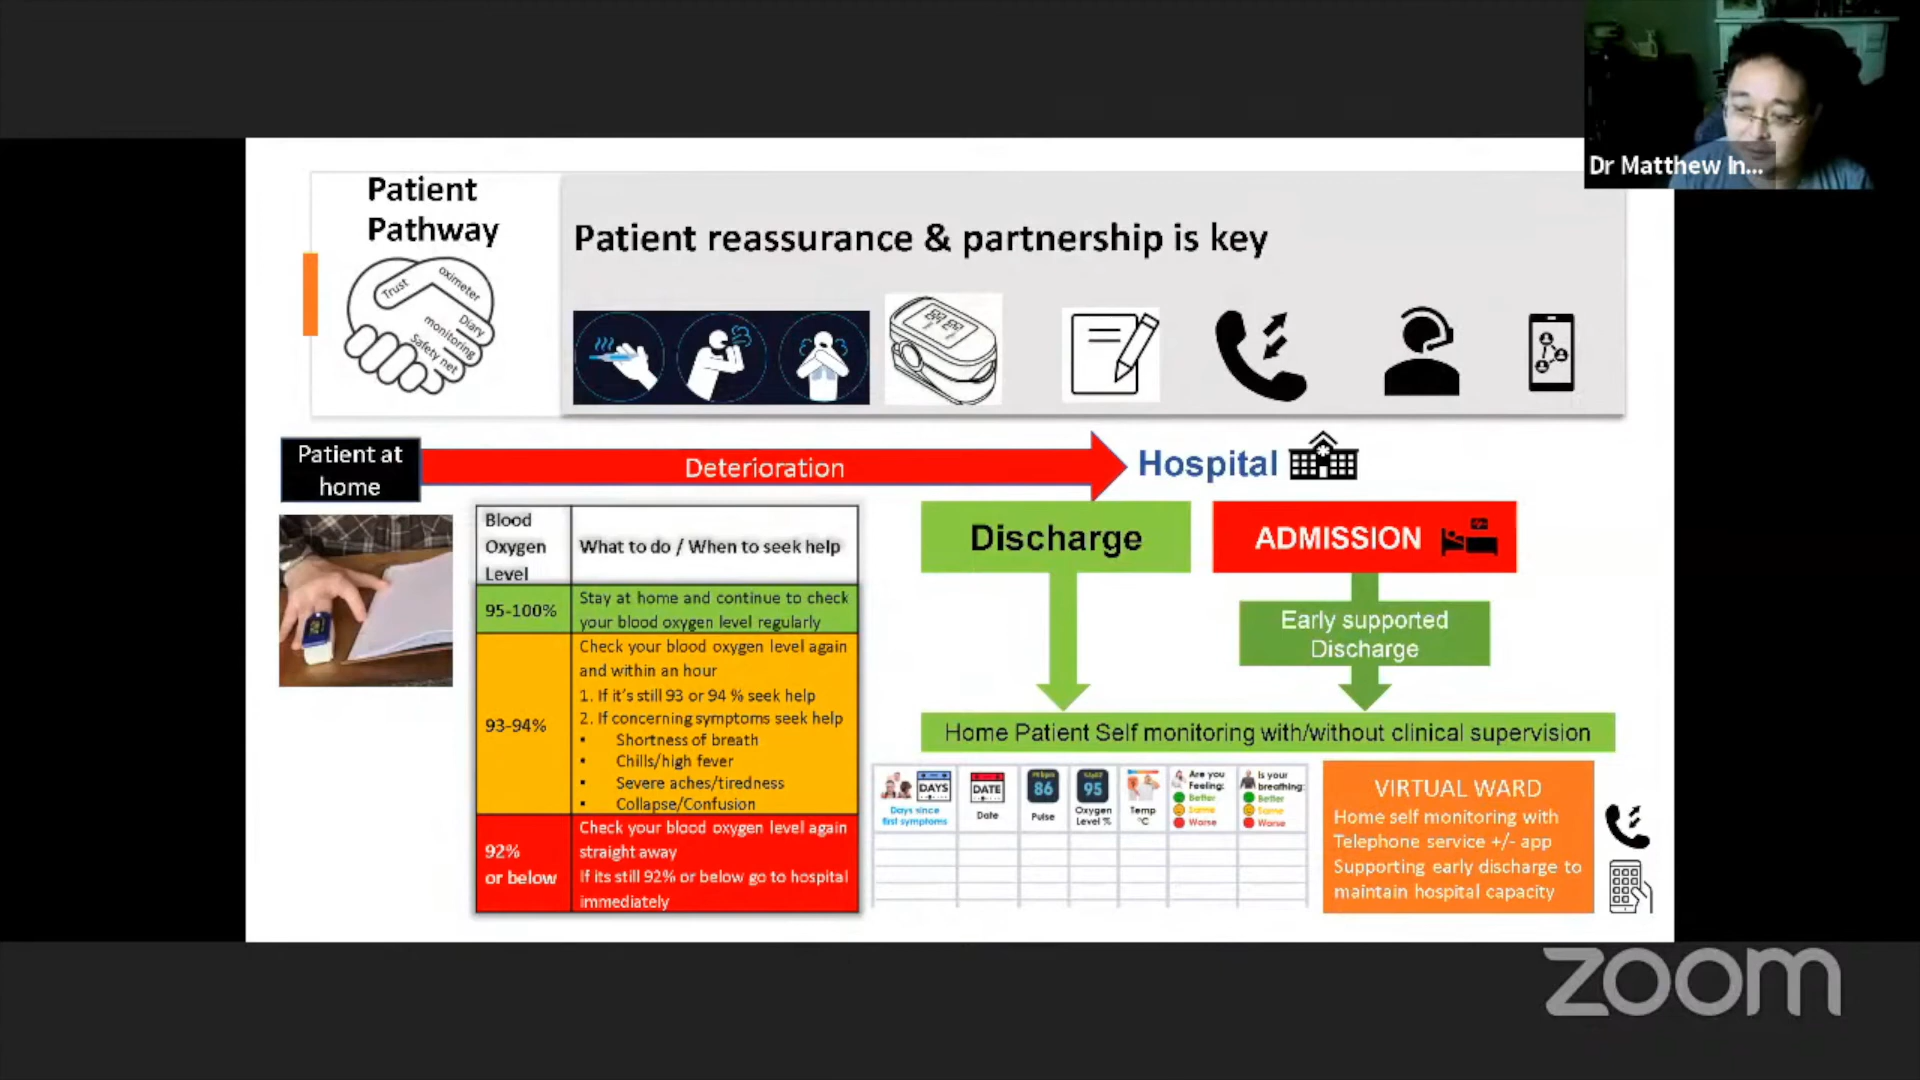 Dr Matthew In...
Patient
Pathway
Trust
oximeter
Diary
monitoring
Safety net
Patient reassurance & partnership is key
Patient at
home
Deterioration
Hospital
Blood
Oxygen
Level
What to do / When to seek help
95-100%
Stay at home and continue to check
your blood oxygen level regularly
93-94%
Check your blood oxygen level again
and within an hour
1. If it's still 93 or 94 % seek help
2. If concerning symptoms seek help
• Shortness of breath
• Chills/high fever
• Severe aches/tiredness
• Collapse/Confusion
92%
or below
Check your blood oxygen level again
straight away
If its still 92% or below go to hospital
immediately
Discharge
ADMISSION
Early supported
Discharge
Home Patient Self monitoring with/without clinical supervision
DAYS
Days since
first symptoms
DATE
Date
86
Pulse
95
Oxygen
Level %
Temp
°C
Are you
Feeling:
Better
Same
Worse
Is your
breathing:
Better
Same
Worse
VIRTUAL WARD
Home self monitoring with
Telephone service +/- app
Supporting early discharge to
maintain hospital capacity
zoom